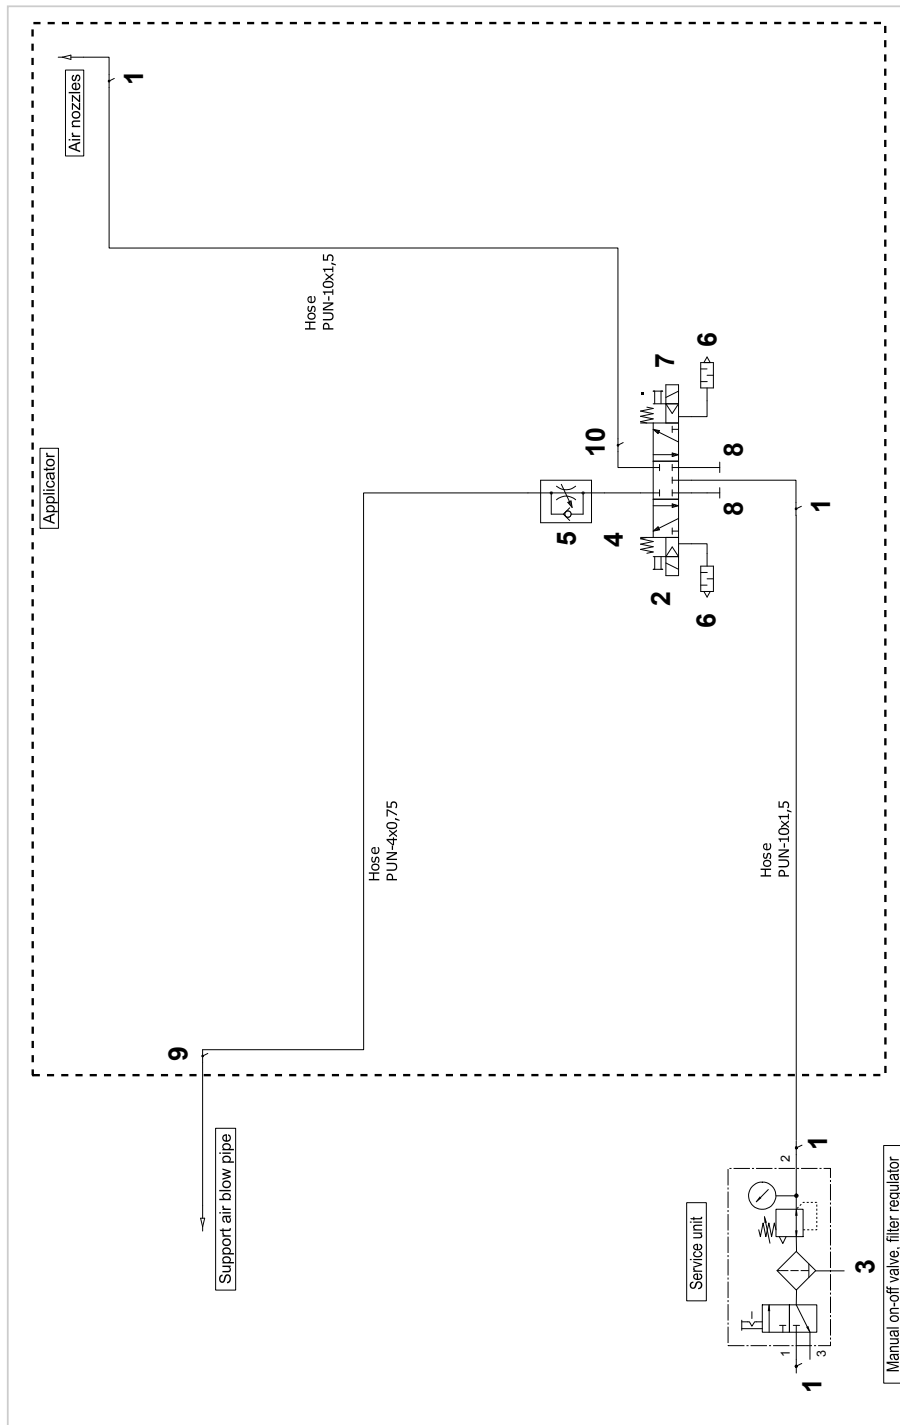 1
Air nozzles
Hose
PUN-10x1,5
Applicator
10
7
6
8
8
5
4
1
2
6
Hose
PUN-4x0,75
Hose
PUN-10x1,5
9
Support air blow pipe
1
2
Service unit
3
1
3
1
Manual on-off valve, filter regulator